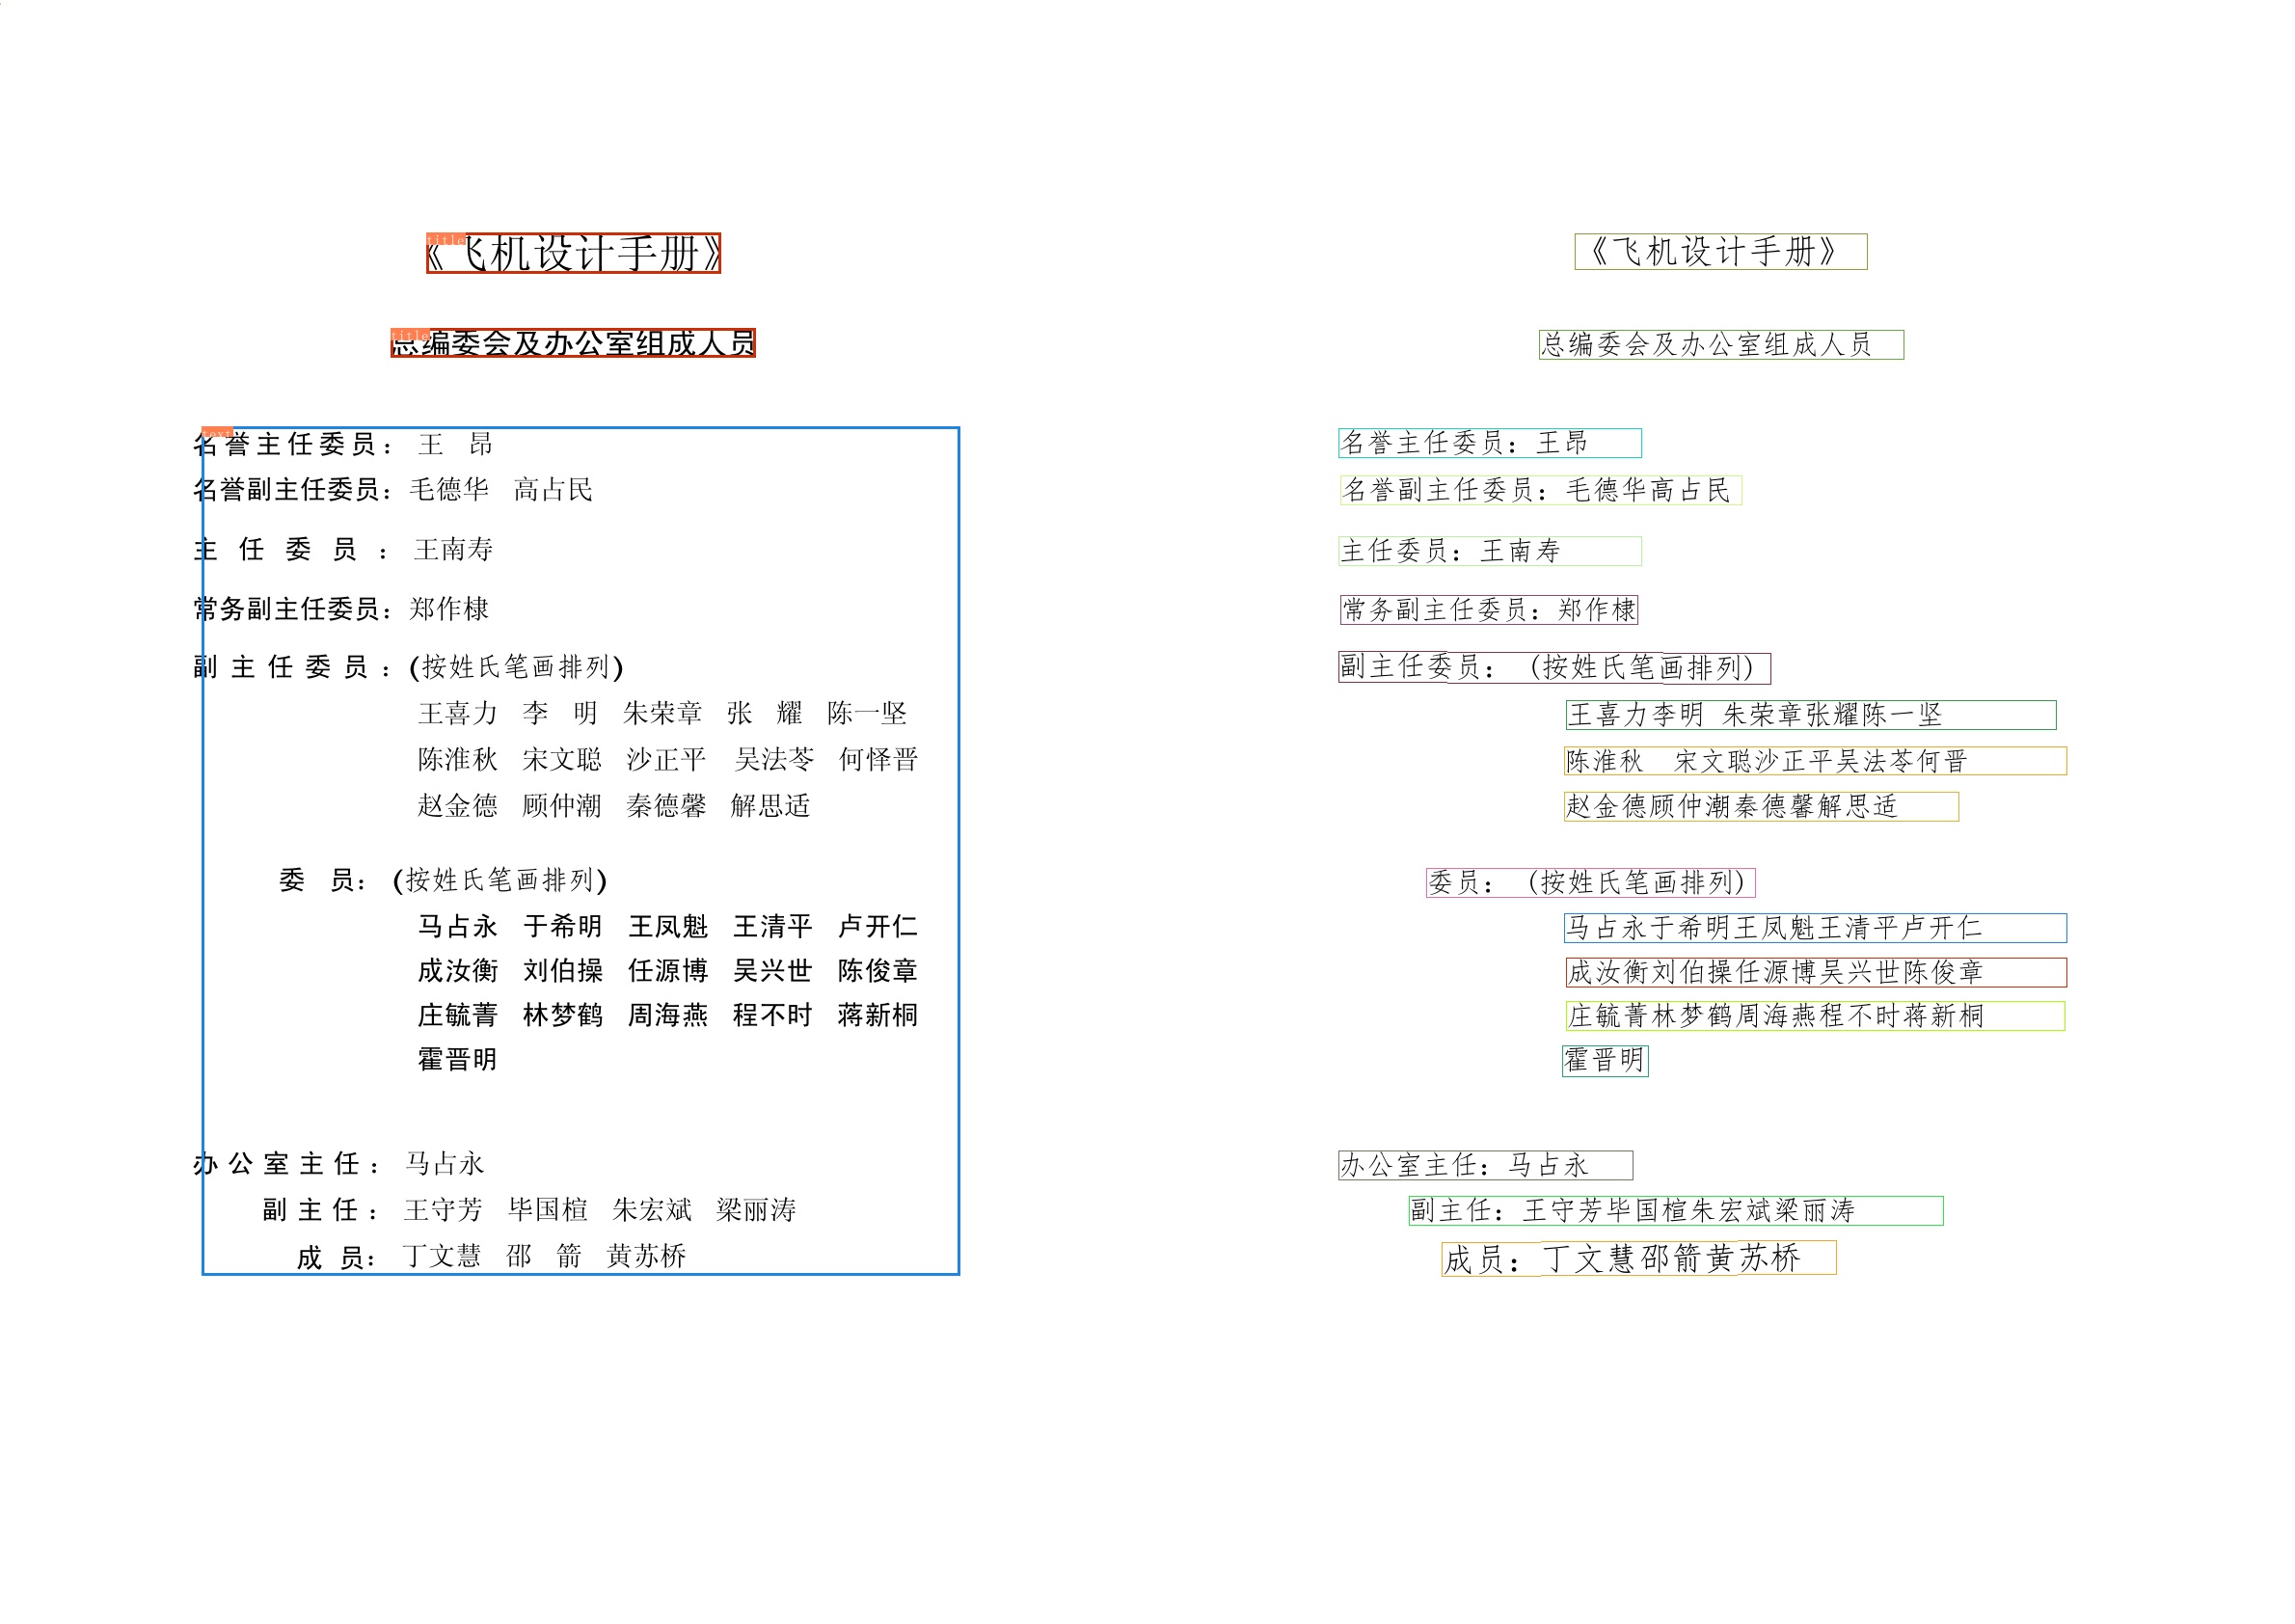 title
《飞机设计手册》
title
总编委会及办公室组成人员
text
名誉主任委员： 王 昂
名誉副主任委员：毛德华 高占民
主 任 委 员 ： 王南寿
常务副主任委员：郑作棣
副 主 任 委 员 ：(按姓氏笔画排列)
王喜力 李 明 朱荣章 张 耀 陈一坚
陈淮秋 宋文聪 沙正平 吴法苓 何怿晋
赵金德 顾仲潮 秦德馨 解思适
委 员： (按姓氏笔画排列)
马占永 于希明 王凤魁 王清平 卢开仁
成汝衡 刘伯操 任源博 吴兴世 陈俊章
庄毓菁 林梦鹤 周海燕 程不时 蒋新桐
霍晋明
办 公 室 主 任 ： 马占永
副 主 任 ： 王守芳 毕国楦 朱宏斌 梁丽涛
成 员： 丁文慧 邵 箭 黄苏桥
《飞机设计手册》
总编委会及办公室组成人员
名誉主任委员：王昂
名誉副主任委员：毛德华高占民
主任委员：王南寿
常务副主任委员：郑作棣
副主任委员：（按姓氏笔画排列）
王喜力李明 朱荣章张耀陈一坚
陈淮秋 宋文聪沙正平吴法苓何晋
赵金德顾仲潮秦德馨解思适
委员：（按姓氏笔画排列）
马占永于希明王凤魁王清平卢开仁
成汝衡刘伯操任源博吴兴世陈俊章
庄毓菁林梦鹤周海燕程不时蒋新桐
霍晋明
办公室主任：马占永
副主任：王守芳毕国楦朱宏斌梁丽涛
成员：丁文慧邵箭黄苏桥